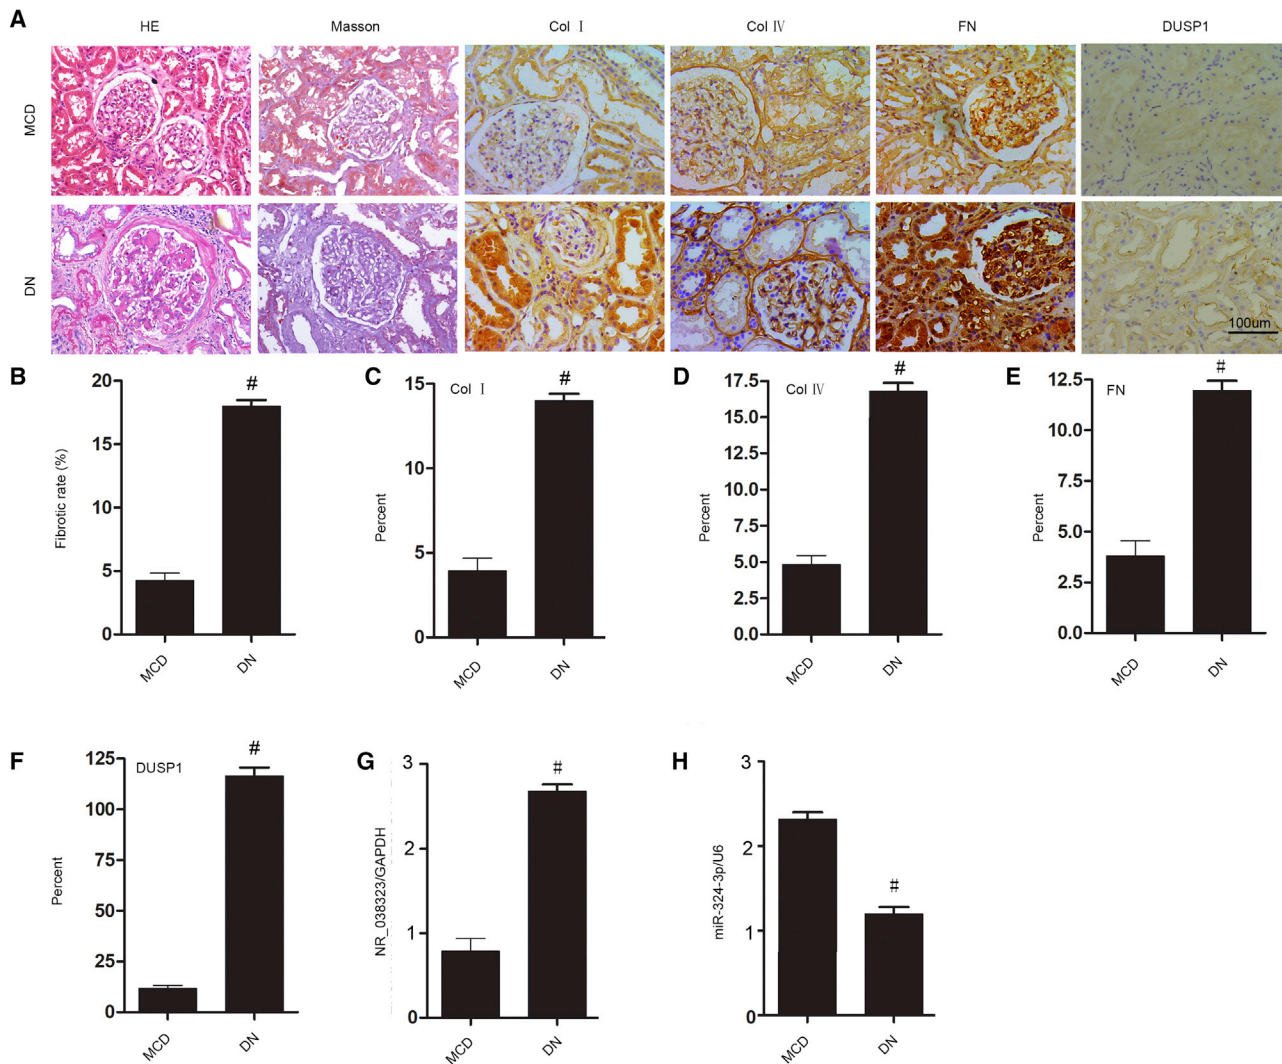 A
HE Masson Col Ⅰ Col Ⅳ FN DUSP1
MCD
DN
100um
B
20
15
10
5
0
Fibrotic rate (%)
MCD DN
#
C
Col Ⅰ
15
10
5
0
Percent
MCD DN
#
D
Col Ⅳ
17.5
15.0
12.5
10.0
7.5
5.0
2.5
0.0
Percent
MCD DN
#
E
FN
12.5
10.0
7.5
5.0
2.5
0.0
Percent
MCD DN
#
F
DUSP1
125
100
75
50
25
0
Percent
MCD DN
#
G
3
2
1
0
NR_038323/GAPDH
MCD DN
#
H
3
2
1
0
miR-324-3p/U6
MCD DN
#